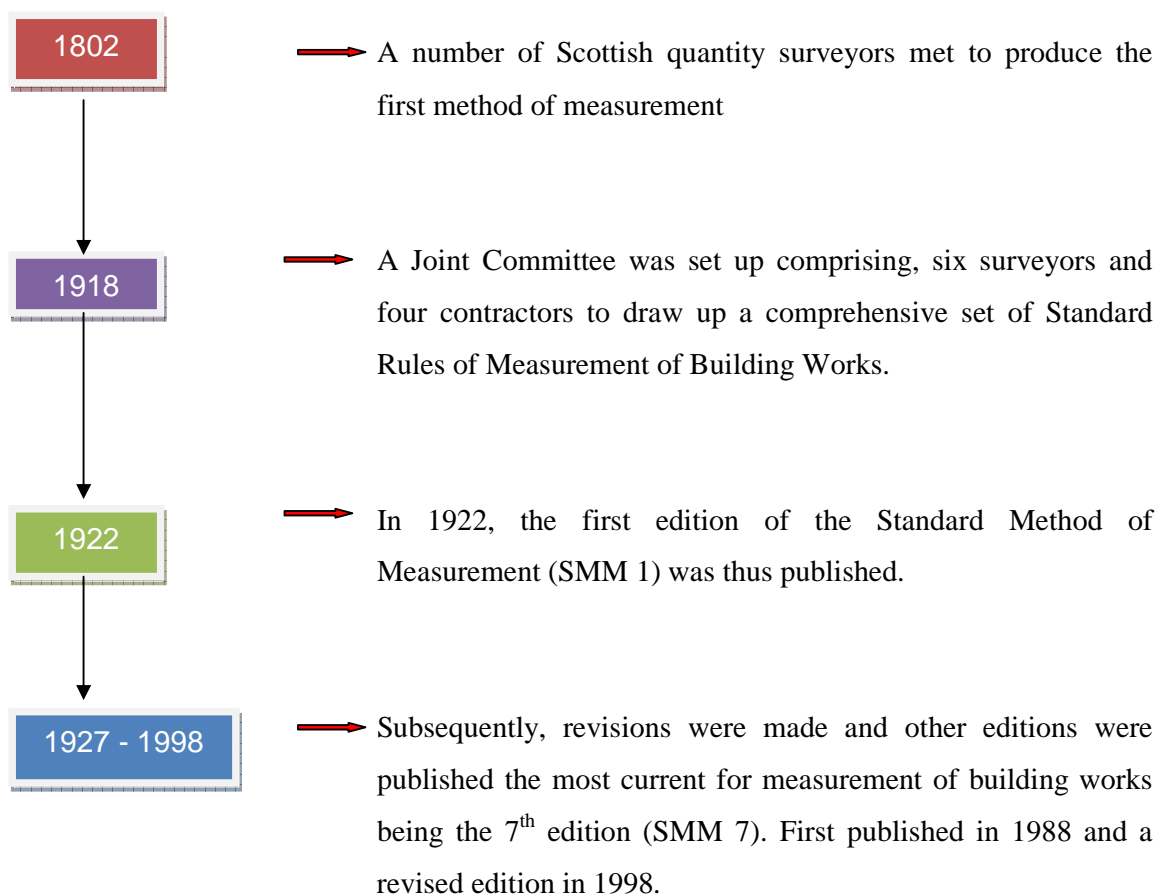 1802
A number of Scottish quantity surveyors met to produce the
first method of measurement
1918
A Joint Committee was set up comprising, six surveyors and
four contractors to draw up a comprehensive set of Standard
Rules of Measurement of Building Works.
1922
In 1922, the first edition of the Standard Method of
Measurement (SMM 1) was thus published.
1927 - 1998
Subsequently, revisions were made and other editions were
published the most current for measurement of building works
being the 7th edition (SMM 7). First published in 1988 and a
revised edition in 1998.